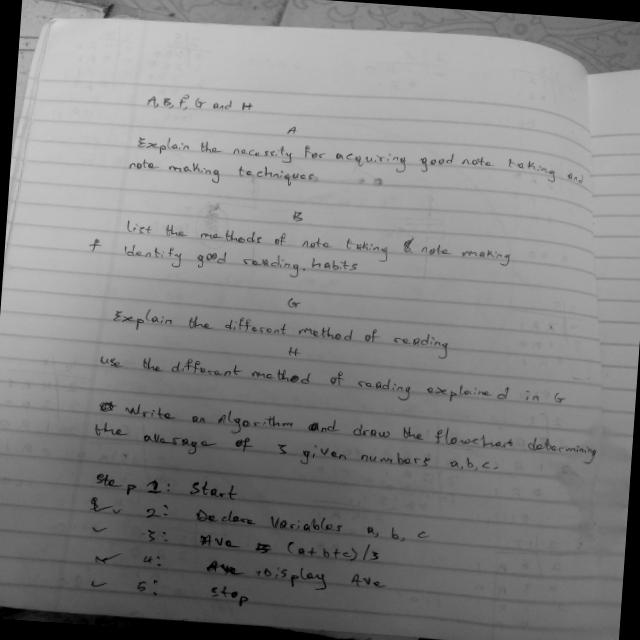 A, B, F, G and H
A
Explain the necessity for acquiring good note taking and
note making techniques
B
List the methods of note taking & note making
F Identify good reading habits
G
Explain the different method of reading
H
use the different method of reading explained in G
Write an Algorithm and draw the flowchart determining
the average of 3 given numbers a, b, c.
Step 1: Start
2: Declare Variables a, b, c
3: Ave = (a+b+c)/3
4: Display Ave
5: Stop